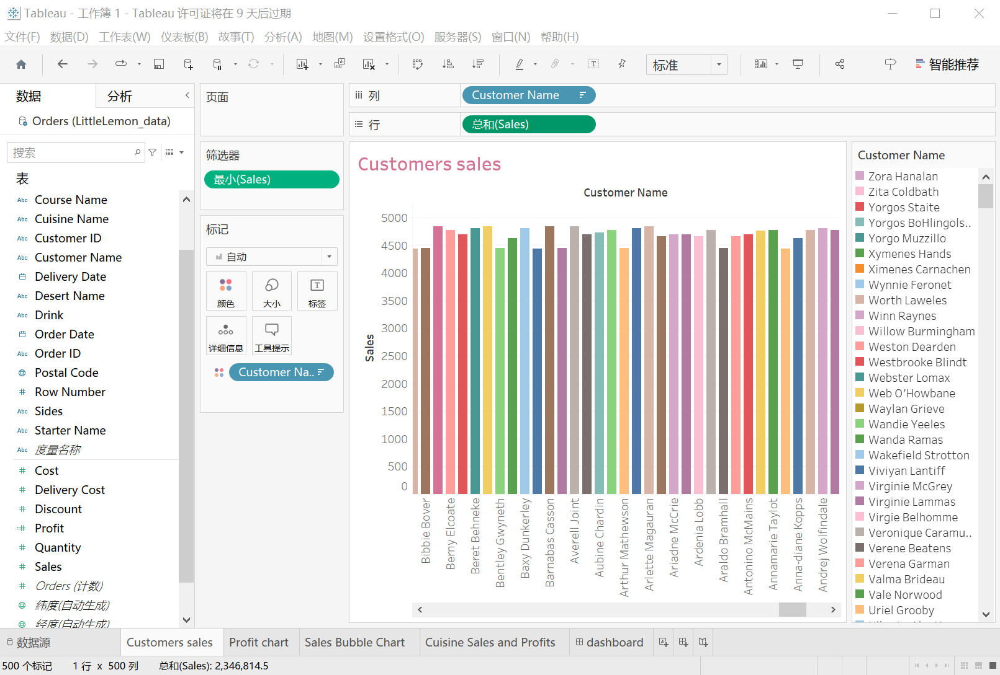 Tableau - 工作簿 1 - Tableau 许可证将在 9 天后过期
文件(F) 数据(D) 工作表(W) 仪表板(B) 故事(T) 分析(A) 地图(M) 设置格式(O) 服务器(S) 窗口(N) 帮助(H)
标准
智能推荐
数据
分析
Orders (LittleLemon_data)
搜索
表
Abc Course Name
Abc Cuisine Name
Abc Customer ID
Abc Customer Name
Delivery Date
Abc Desert Name
Abc Drink
Order Date
Abc Order ID
Postal Code
# Row Number
Abc Sides
Abc Starter Name
Abc 度量名称
# Cost
# Delivery Cost
# Discount
=# Profit
# Quantity
# Sales
# Orders (计数)
纬度(自动生成)
经度(自动生成)
页面
筛选器
最小(Sales)
标记
自动
颜色
大小
标签
详细信息
工具提示
Customer Na..
列
Customer Name
行
总和(Sales)
Customers sales
Customer Name
Sales
5000
4500
4000
3500
3000
2500
2000
1500
1000
500
0
Bibbie Bover
Berny Elcoate
Beret Behneke
Bentley Gwyneth
Baxy Dunkerley
Barnabas Casson
Averell Joint
Aubine Chardin
Arthur Mathewson
Arlette Magauran
Ariadne McCrie
Ardenia Lobb
Araldo Bramhall
Antonino McMains
Annamarie Taylot
Anna-diane Kopps
Andrej Wolfindale
Customer Name
Zora Hanalan
Zita Coldbath
Yorgos Staite
Yorgos BoHlingols..
Yorgo Muzzillo
Xymenes Hands
Ximenes Carnachen
Wynnie Feronet
Worth Laweles
Winn Raynes
Willow Burmingham
Weston Dearden
Westbrooke Blindt
Webster Lomax
Web O'Howbane
Waylan Grieve
Wandie Yeeles
Wanda Ramas
Wakefield Strotton
Viviyan Lantiff
Virginie McGrey
Virginie Lammas
Virgie Belhomme
Veronique Caramu..
Verene Beatens
Verena Garman
Valma Brideau
Vale Norwood
Uriel Grooby
数据源
Customers sales
Profit chart
Sales Bubble Chart
Cuisine Sales and Profits
dashboard
500 个标记 1 行 x 500 列 总和(Sales): 2,346,814.5